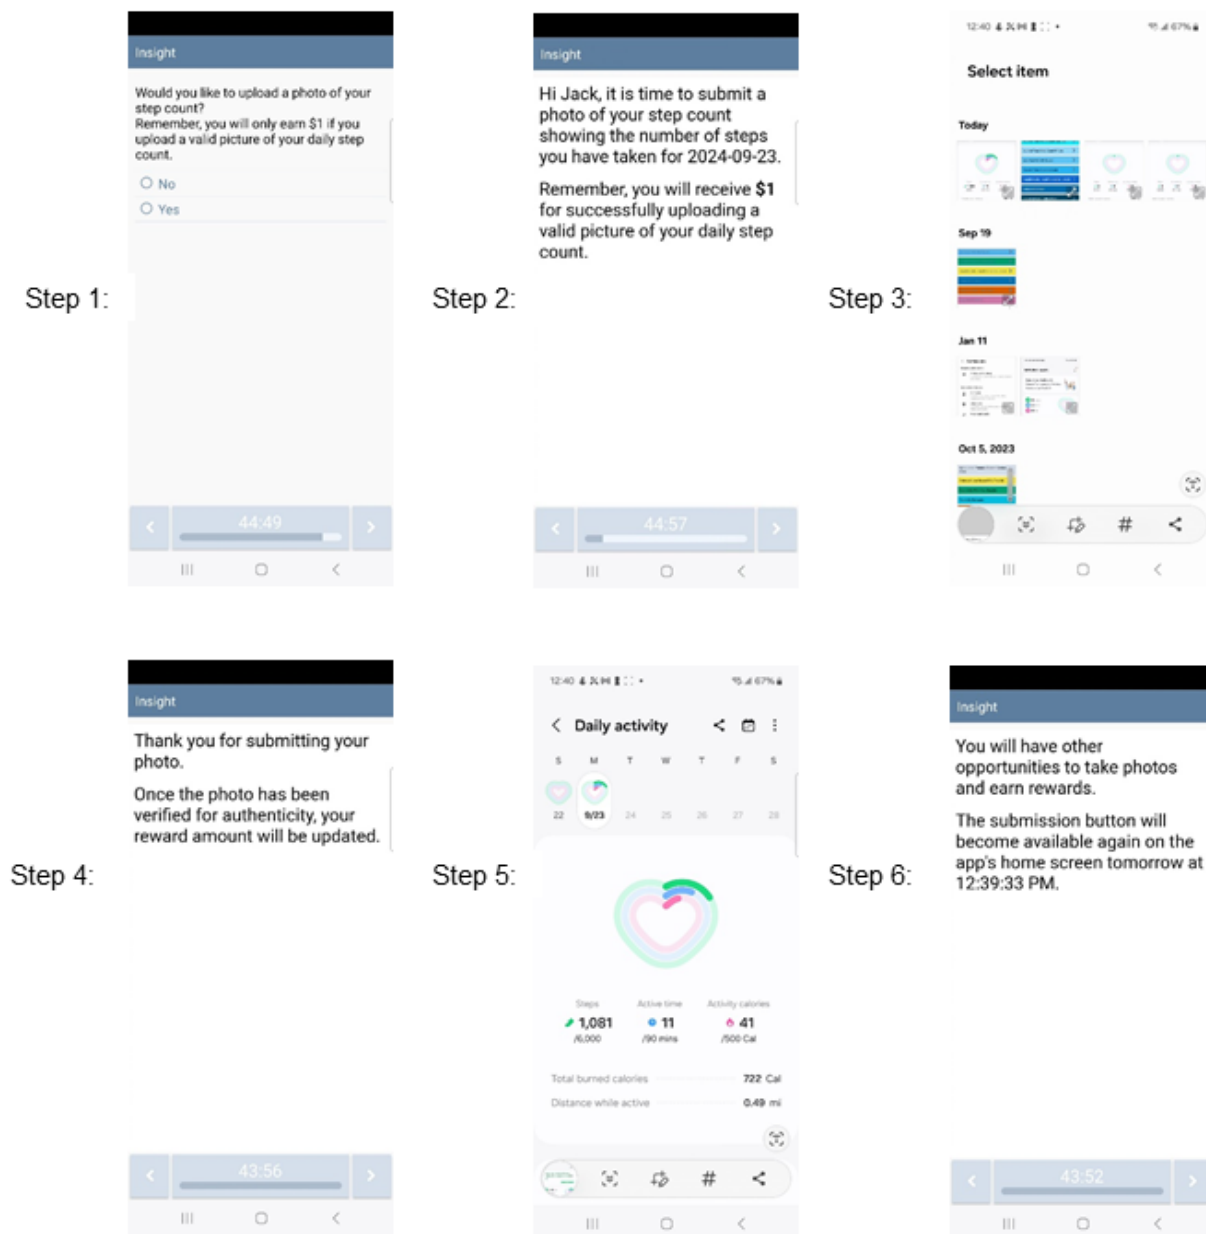 Step 1:
Insight
Would you like to upload a photo of your
step count?
Remember, you will only earn $1 if you
upload a valid picture of your daily step
count.
No
Yes
44:49
Step 2:
Insight
Hi Jack, it is time to submit a
photo of your step count
showing the number of steps
you have taken for 2024-09-23.
Remember, you will receive $1
for successfully uploading a
valid picture of your daily step
count.
44:57
Step 3:
12:40 67%
Select item
Today
Sep 19
Jan 11
Oct 5, 2023
#
Step 4:
Insight
Thank you for submitting your
photo.
Once the photo has been
verified for authenticity, your
reward amount will be updated.
43:56
Step 5:
12:40 67%
Daily activity
S M T W T F S
22 9/23 24 25 26 27 28
Steps Active time Activity calories
1,081 11 41
/6,000 /90 mins /500 Cal
Total burned calories 722 Cal
Distance while active 0.49 mi
#
Step 6:
Insight
You will have other
opportunities to take photos
and earn rewards.
The submission button will
become available again on the
app's home screen tomorrow at
12:39:33 PM.
43:52